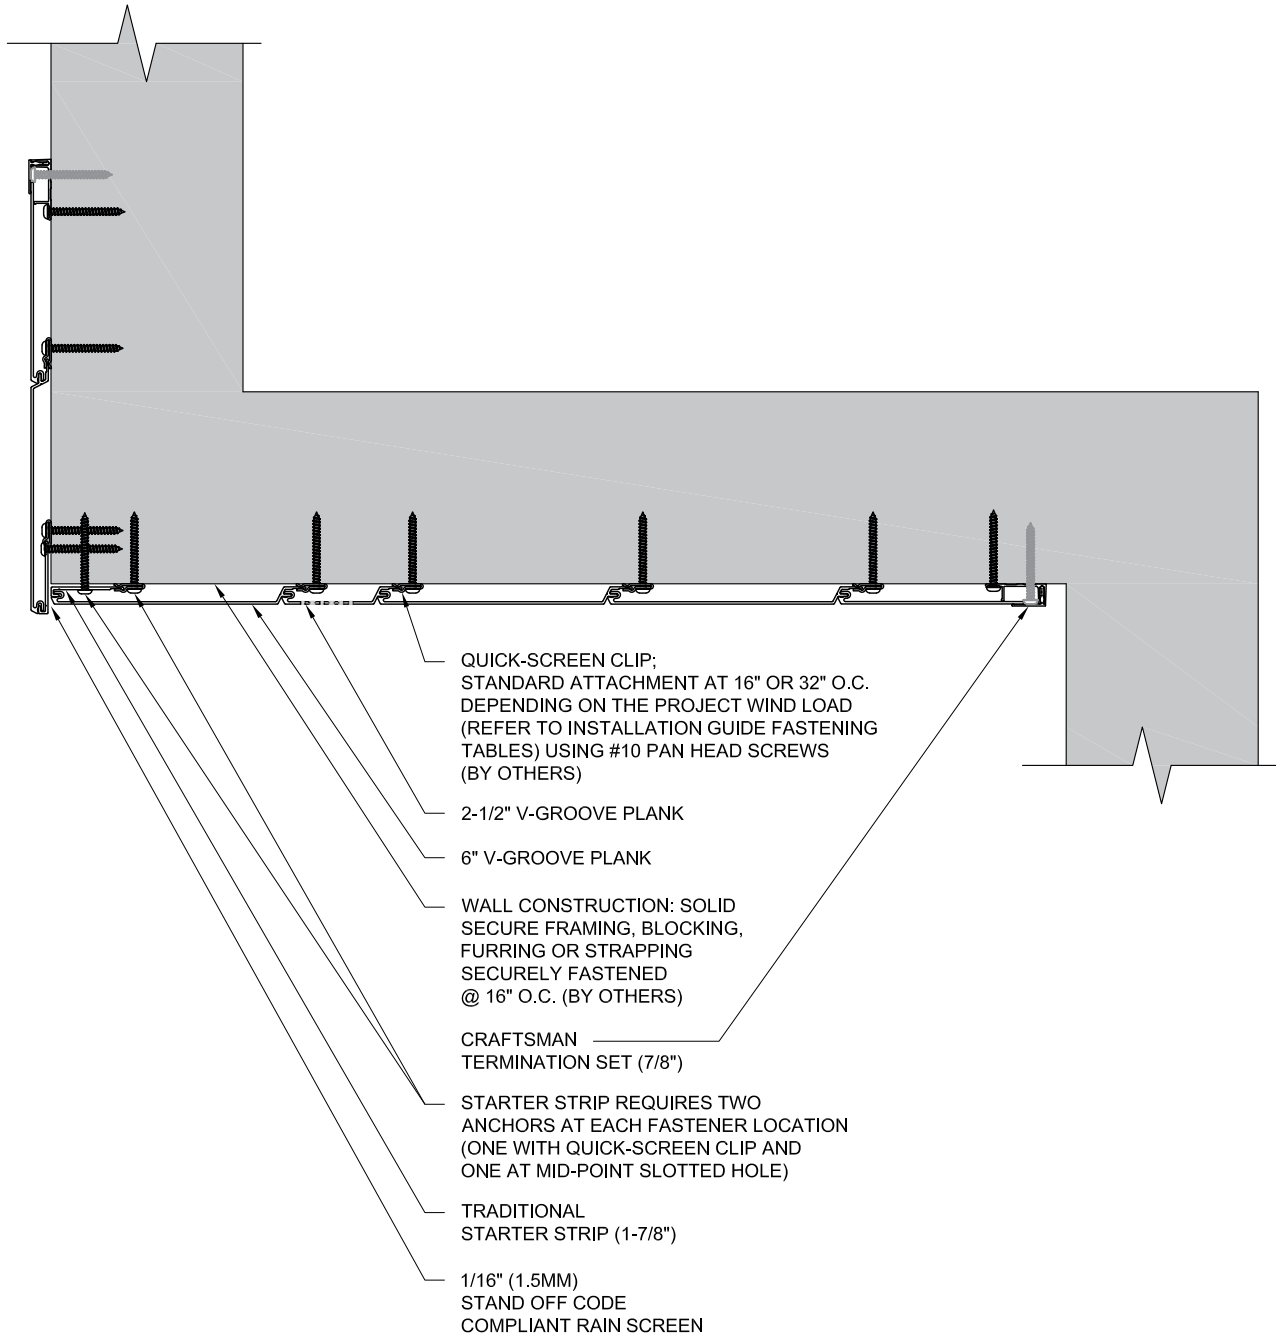 QUICK-SCREEN CLIP;
STANDARD ATTACHMENT AT 16" OR 32" O.C.
DEPENDING ON THE PROJECT WIND LOAD
(REFER TO INSTALLATION GUIDE FASTENING
TABLES) USING #10 PAN HEAD SCREWS
(BY OTHERS)
2-1/2" V-GROOVE PLANK
6" V-GROOVE PLANK
WALL CONSTRUCTION: SOLID
SECURE FRAMING, BLOCKING,
FURRING OR STRAPPING
SECURELY FASTENED
@ 16" O.C. (BY OTHERS)
CRAFTSMAN
TERMINATION SET (7/8")
STARTER STRIP REQUIRES TWO
ANCHORS AT EACH FASTENER LOCATION
(ONE WITH QUICK-SCREEN CLIP AND
ONE AT MID-POINT SLOTTED HOLE)
TRADITIONAL
STARTER STRIP (1-7/8")
1/16" (1.5MM)
STAND OFF CODE
COMPLIANT RAIN SCREEN